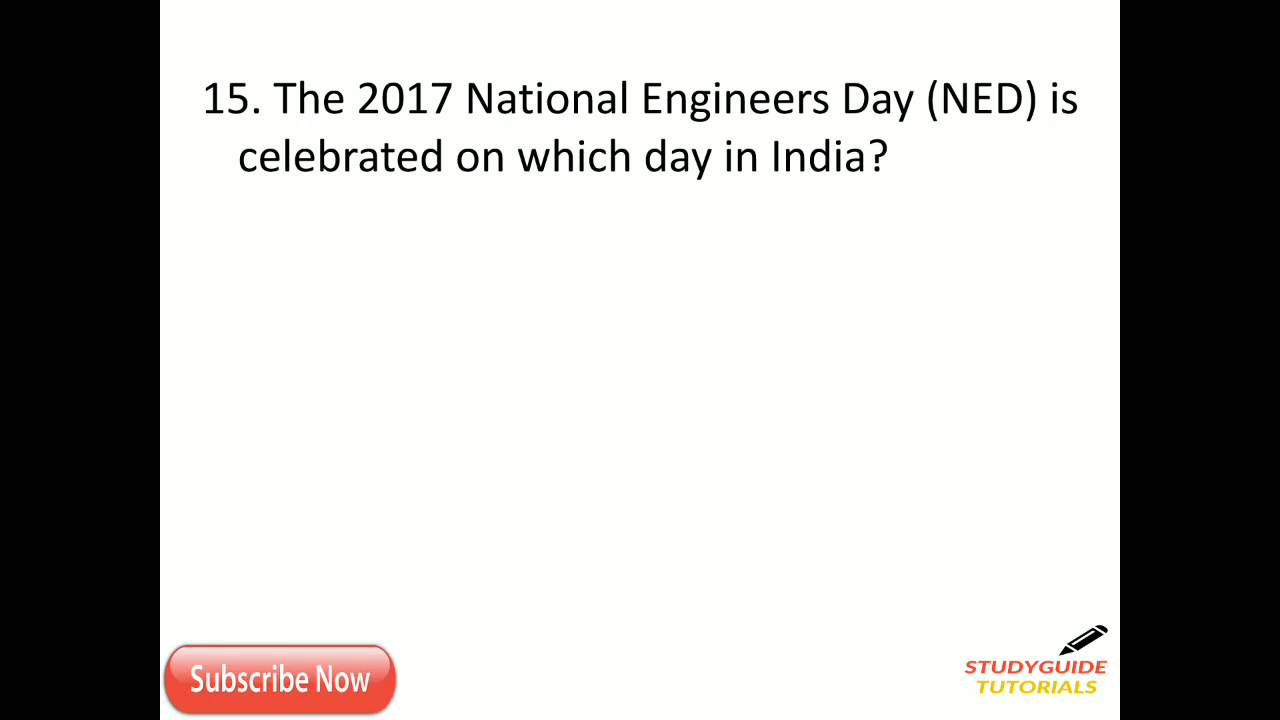 15. The 2017 National Engineers Day (NED) is
celebrated on which day in India?
Subscribe Now
STUDYGUIDE
TUTORIALS